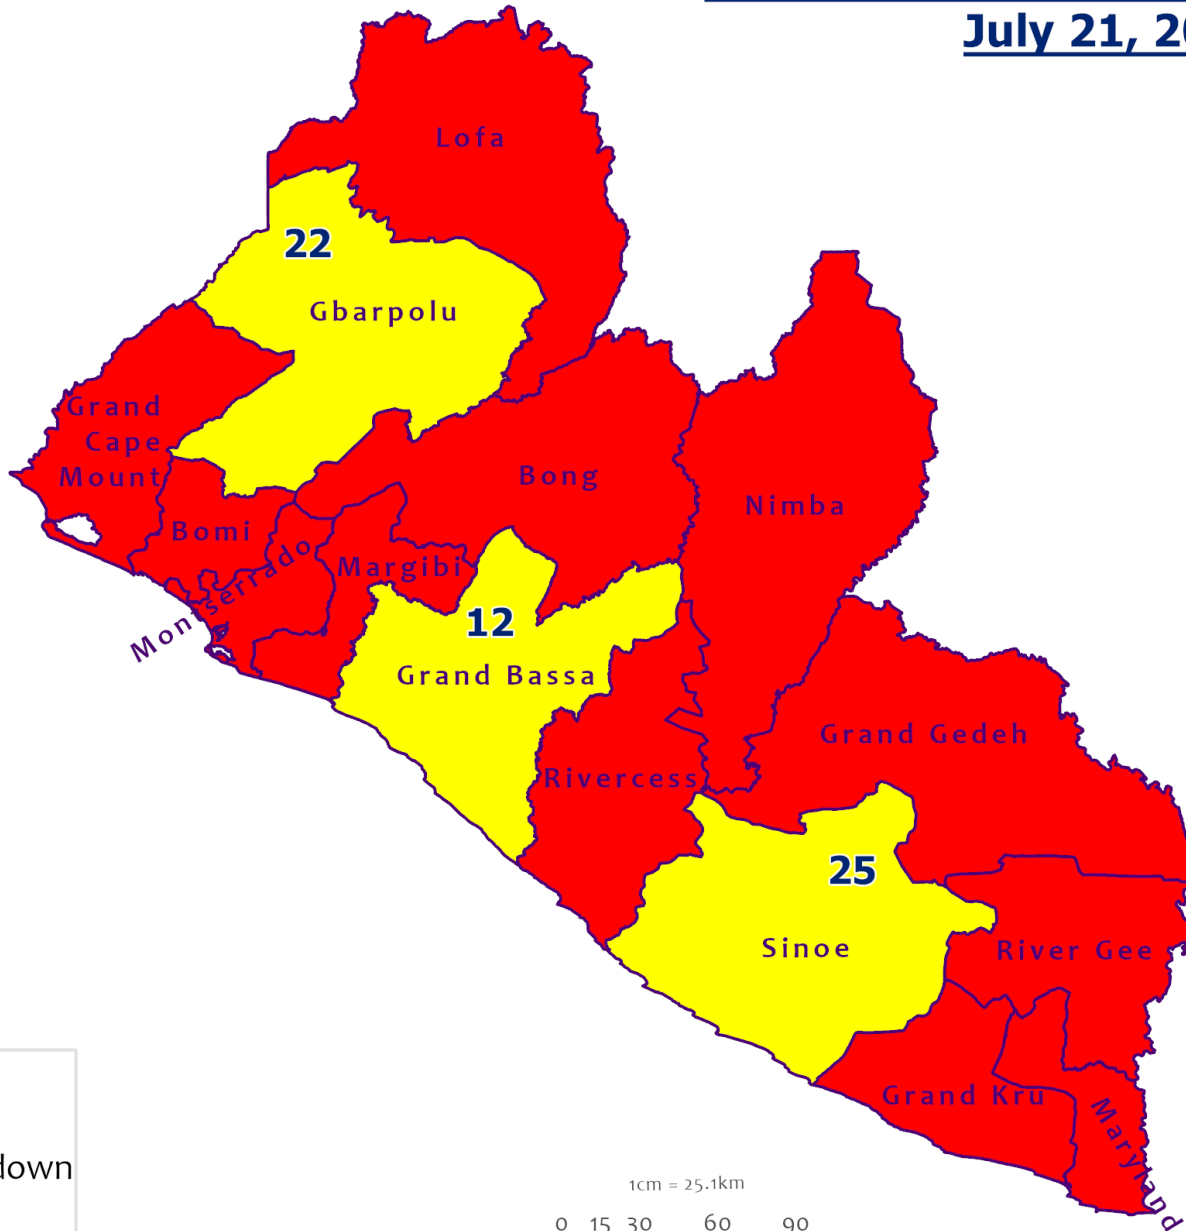 July 21, 20
Lofa
22
Gbarpolu
Grand
Cape
Mount
Bong
Nimba
Bomi
Montserrado
Margibi
12
Grand Bassa
Grand Gedeh
Rivercess
25
Sinoe
River Gee
Grand Kru
Maryland
down
1cm = 25.1km
0 15 30 60 90